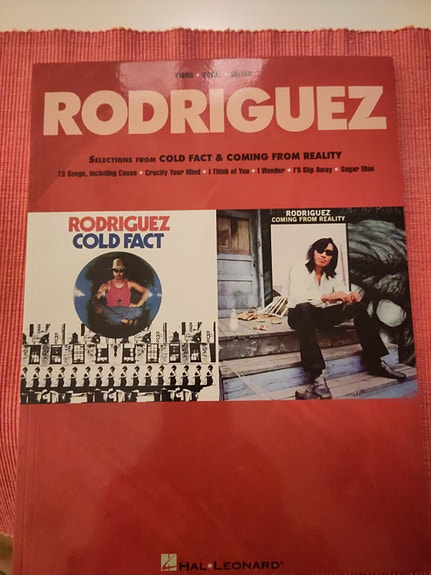 PIANO • VOCAL • GUITAR
RODRIGUEZ
SELECTIONS FROM COLD FACT & COMING FROM REALITY
13 Songs, Including Cause • Crucify Your Mind • I Think of You • I Wonder • I'll Slip Away • Sugar Man
RODRIGUEZ
COLD FACT
RODRIGUEZ
COMING FROM REALITY
HAL•LEONARD®